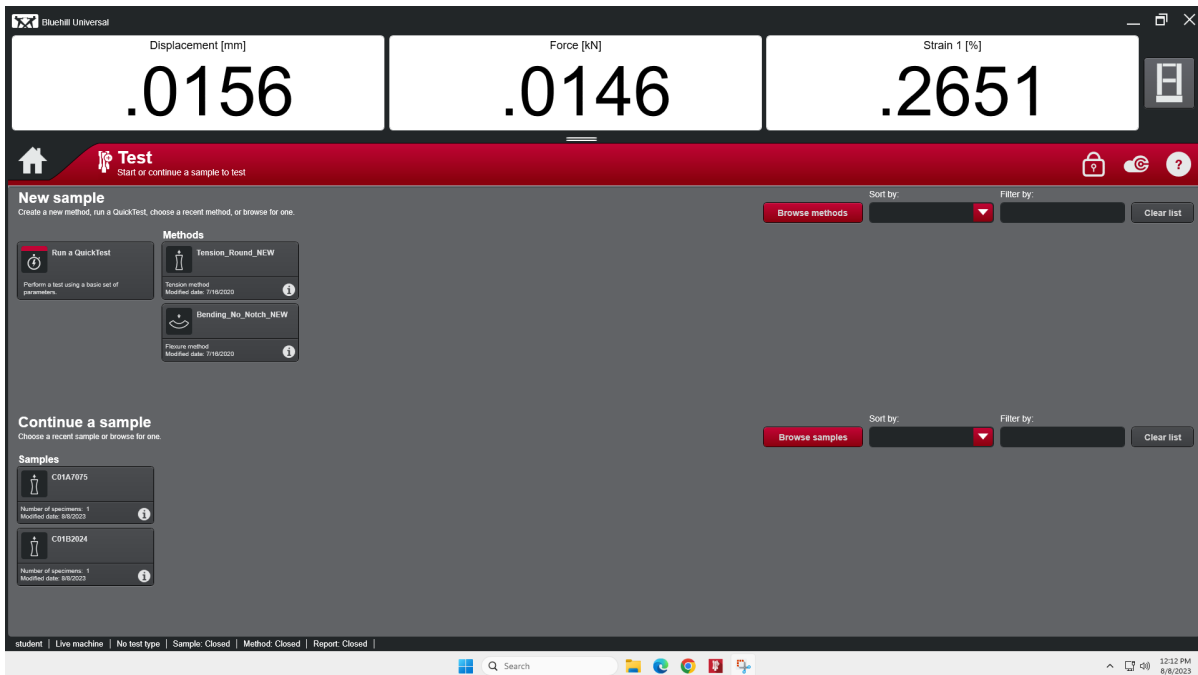 Bluehill Universal
Displacement [mm]
.0156
Force [kN]
.0146
Strain 1 [%]
.2651
Test
Start or continue a sample to test
?
New sample
Create a new method, run a QuickTest, choose a recent method, or browse for one.
Browse methods
Sort by:
Filter by:
Clear list
Run a QuickTest
Perform a test using a basic set of
parameters.
Methods
Tension_Round_NEW
Tension method
Modified date: 7/16/2020
i
Bending_No_Notch_NEW
Flexure method
Modified date: 7/16/2020
i
Continue a sample
Choose a recent sample or browse for one.
Browse samples
Sort by:
Filter by:
Clear list
Samples
C01A7075
Number of specimens: 1
Modified date: 8/8/2023
i
C01B2024
Number of specimens: 1
Modified date: 8/8/2023
i
student | Live machine | No test type | Sample: Closed | Method: Closed | Report: Closed |
Search
12:12 PM
8/8/2023